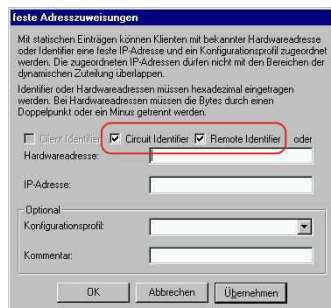 feste Adresszuweisungen
Mit statischen Einträgen können Klienten mit bekannter Hardwareadresse
oder Identifier eine feste IP-Adresse und ein Konfigurationsprofil zugeordnet
werden. Die zugeordneten IP-Adressen dürfen nicht mit den Bereichen der
dynamischen Zuteilung überlappen.
Identifier oder Hardwareadressen müssen hexadezimal eingetragen
werden. Bei Hardwareadressen müssen die Bytes durch einen
Doppelpunkt oder ein Minus getrennt werden.
Client Identifier Circuit Identifier Remote Identifier oder
Hardwareadresse:
IP-Adresse:
Optional
Konfigurationsprofil:
Kommentar:
OK Abbrechen Übernehmen